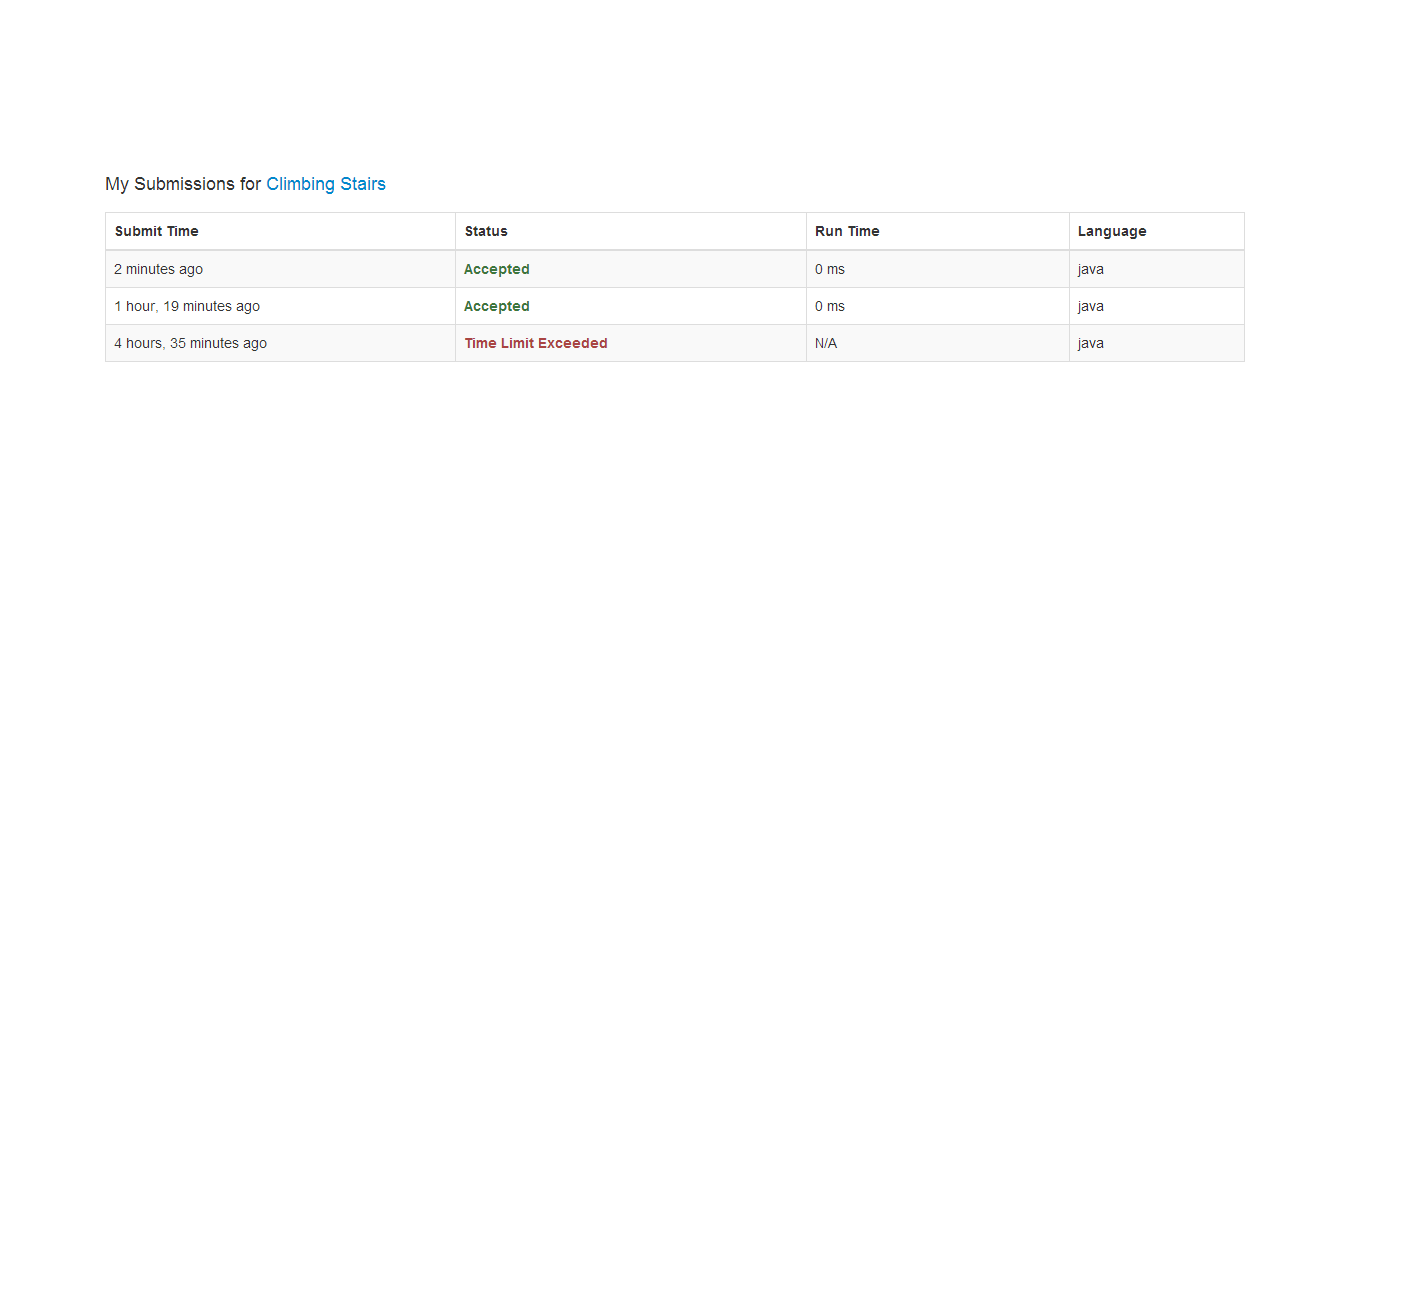 My Submissions for Climbing Stairs
Submit Time Status Run Time Language
2 minutes ago Accepted 0 ms java
1 hour, 19 minutes ago Accepted 0 ms java
4 hours, 35 minutes ago Time Limit Exceeded N/A java